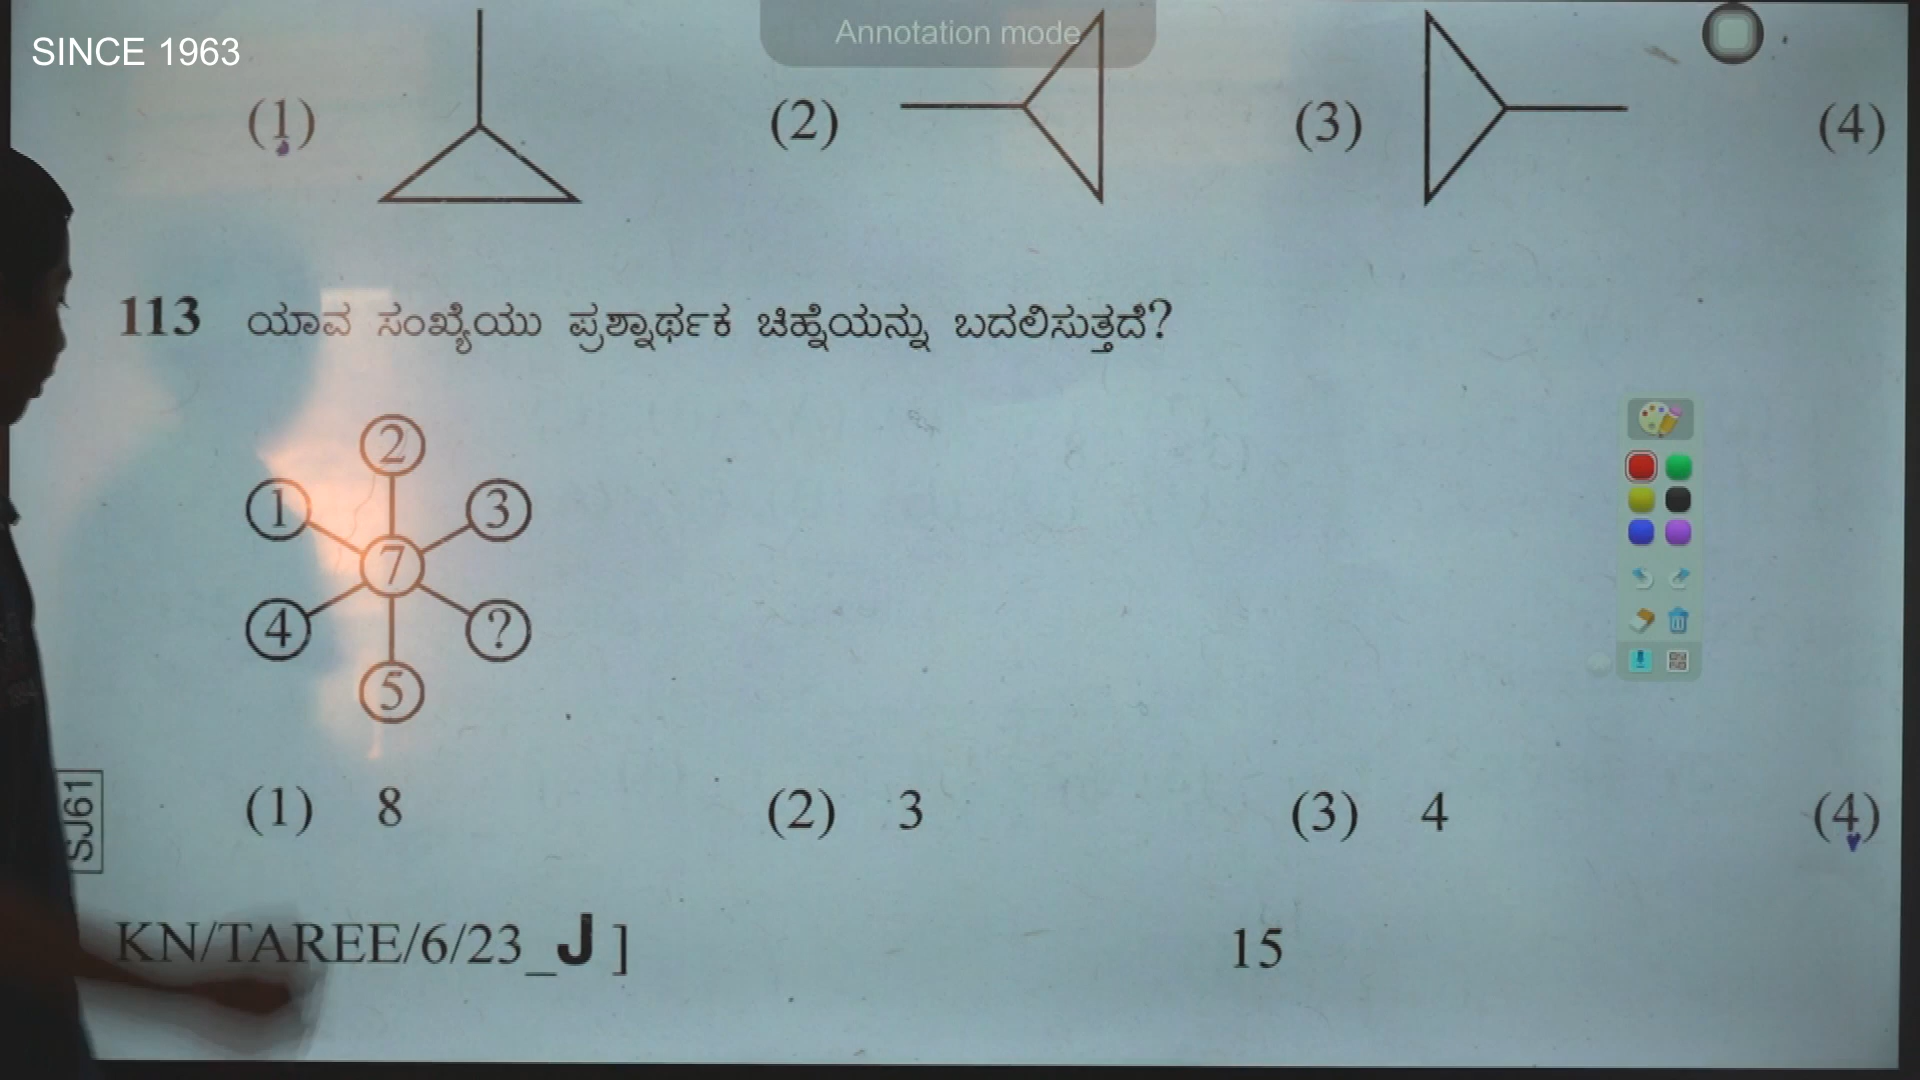 Annotation mode
SINCE 1963
(1) (2) (3) (4)
113 ಯಾವ ಸಂಖ್ಯೆಯು ಪ್ರಶ್ನಾರ್ಥಕ ಚಿಹ್ನೆಯನ್ನು ಬದಲಿಸುತ್ತದೆ?
2
1 3
7
4 ?
5
(1) 8 (2) 3 (3) 4 (4)
SJ61
KN/TAREE/6/23_J ] 15